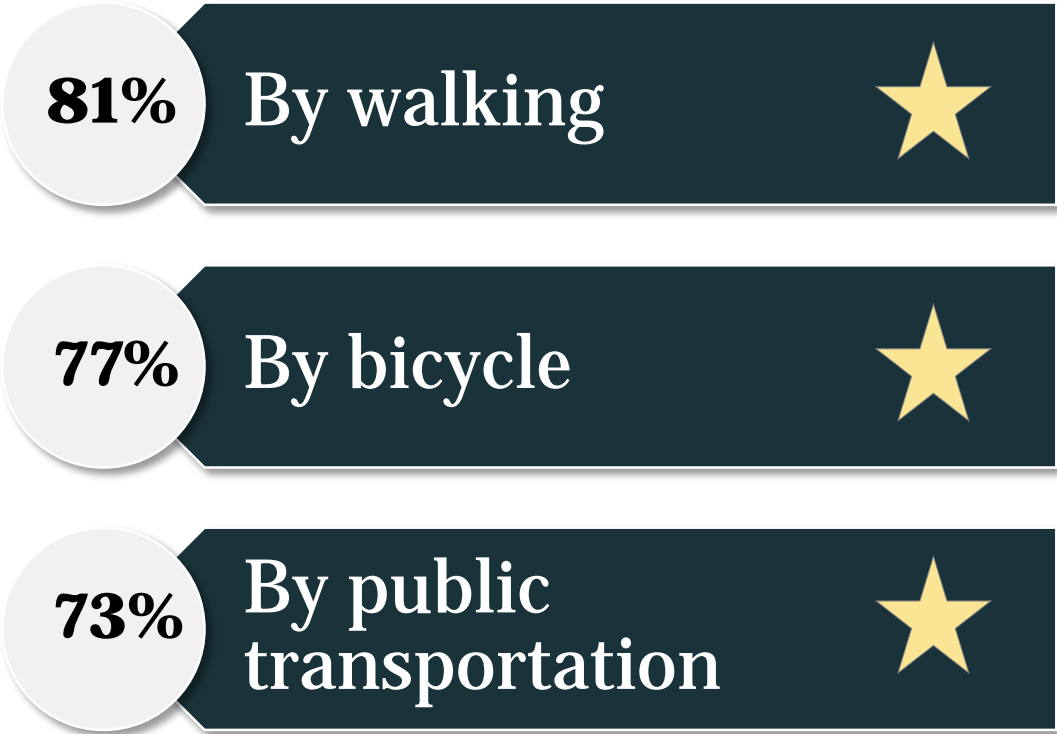 81%
By walking
77%
By bicycle
73%
By public
transportation